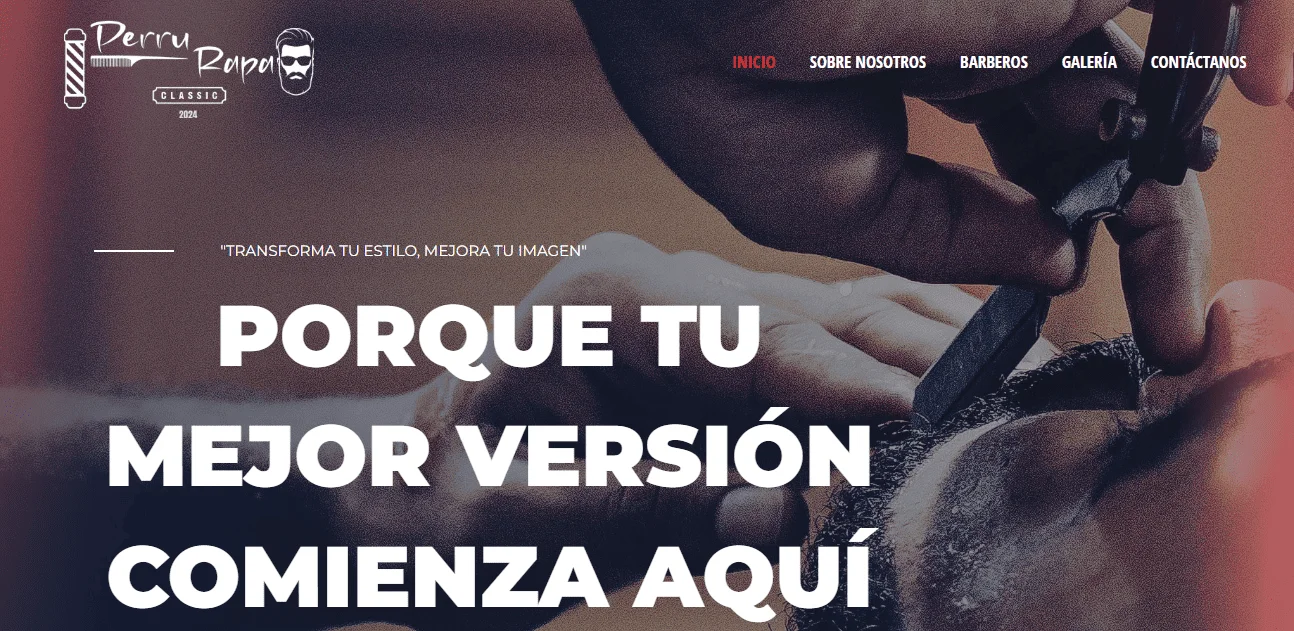 Perru
Rapa
CLASSIC
2024
INICIO
SOBRE NOSOTROS
BARBEROS
GALERÍA
CONTÁCTANOS
"TRANSFORMA TU ESTILO, MEJORA TU IMAGEN"
PORQUE TU
MEJOR VERSIÓN
COMIENZA AQUÍ